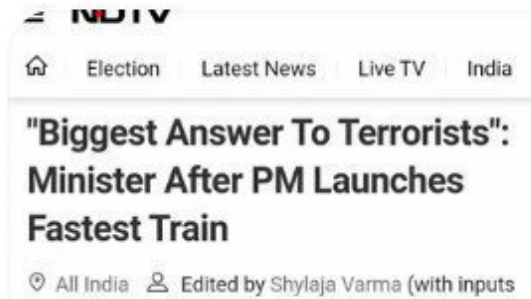 NDTV
Election Latest News Live TV India
"Biggest Answer To Terrorists":
Minister After PM Launches
Fastest Train
All India Edited by Shylaja Varma (with inputs